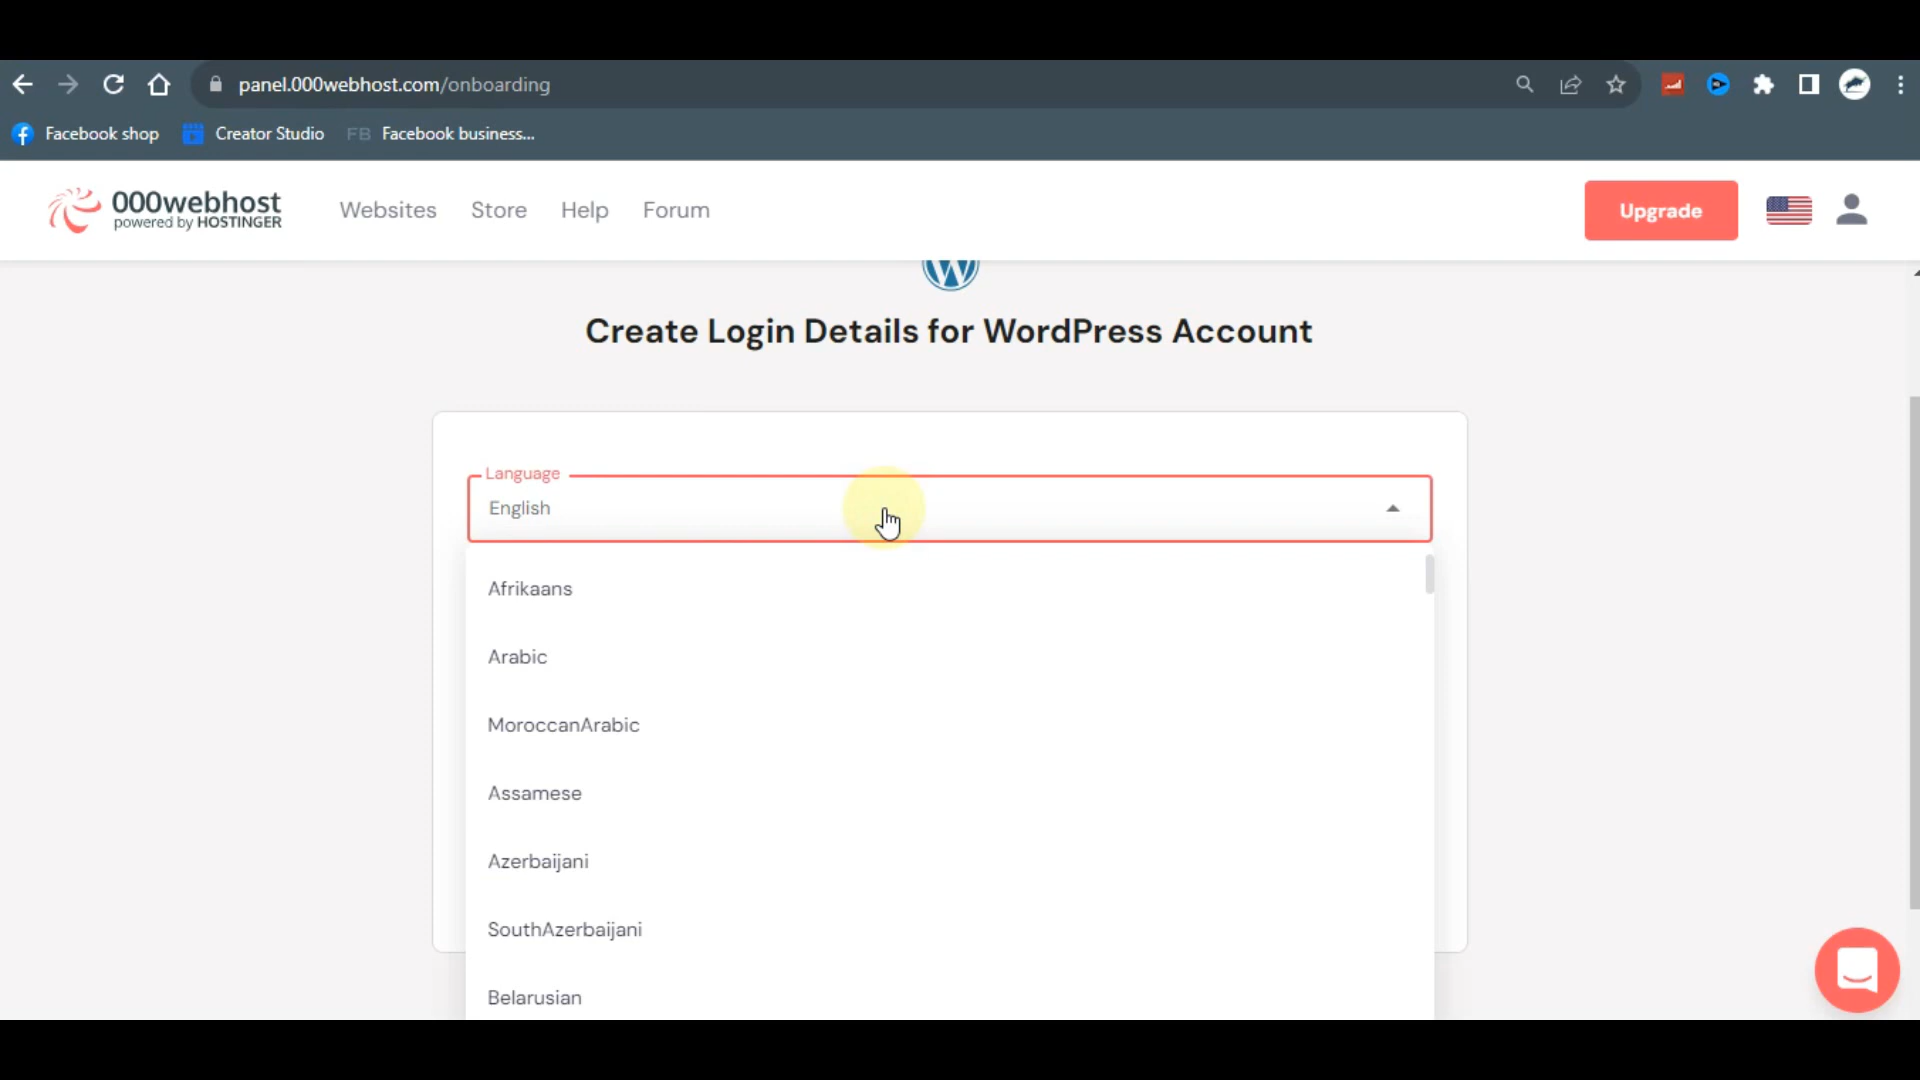 panel.000webhost.com/onboarding
Facebook shop
Creator Studio
FB Facebook business...
000webhost
powered by HOSTINGER
Websites
Store
Help
Forum
Upgrade
Create Login Details for WordPress Account
Language
English
Afrikaans
Arabic
MoroccanArabic
Assamese
Azerbaijani
SouthAzerbaijani
Belarusian